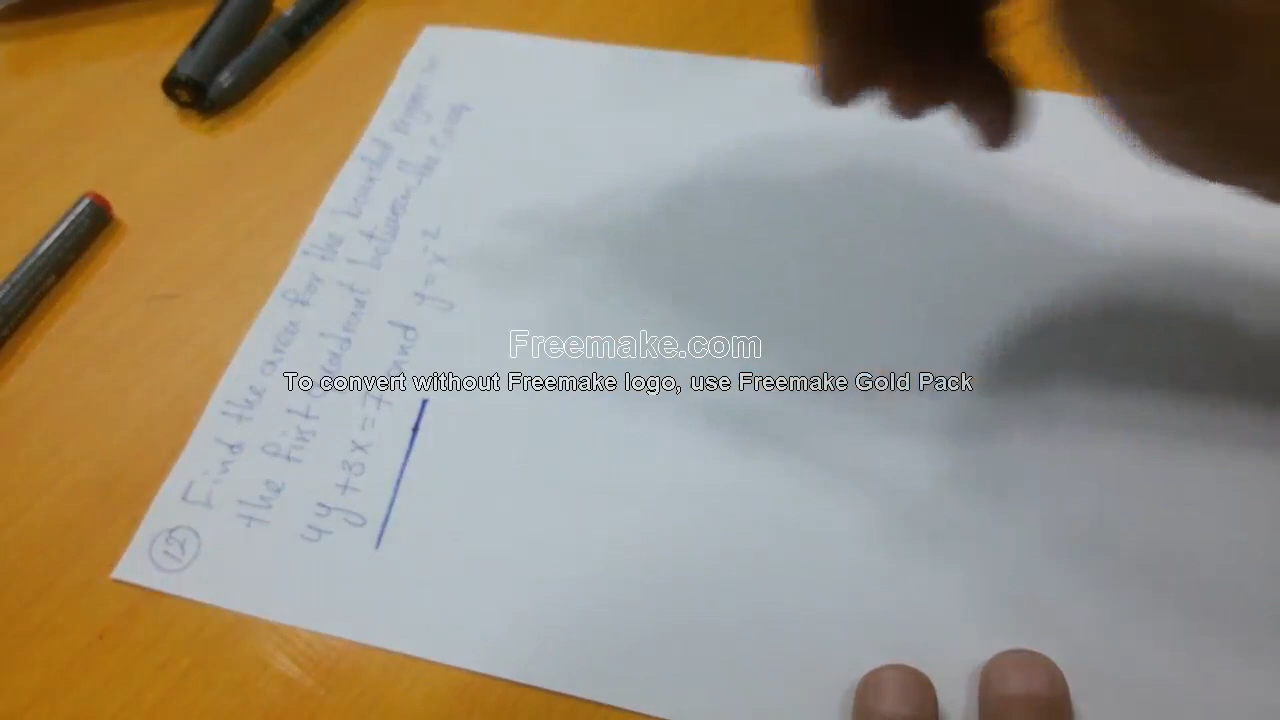 (12) Find the area for the bounded region in
the first quadrant between the curves
4y + 3x = 7 and y = x^-2
Freemake.com
To convert without Freemake logo, use Freemake Gold Pack